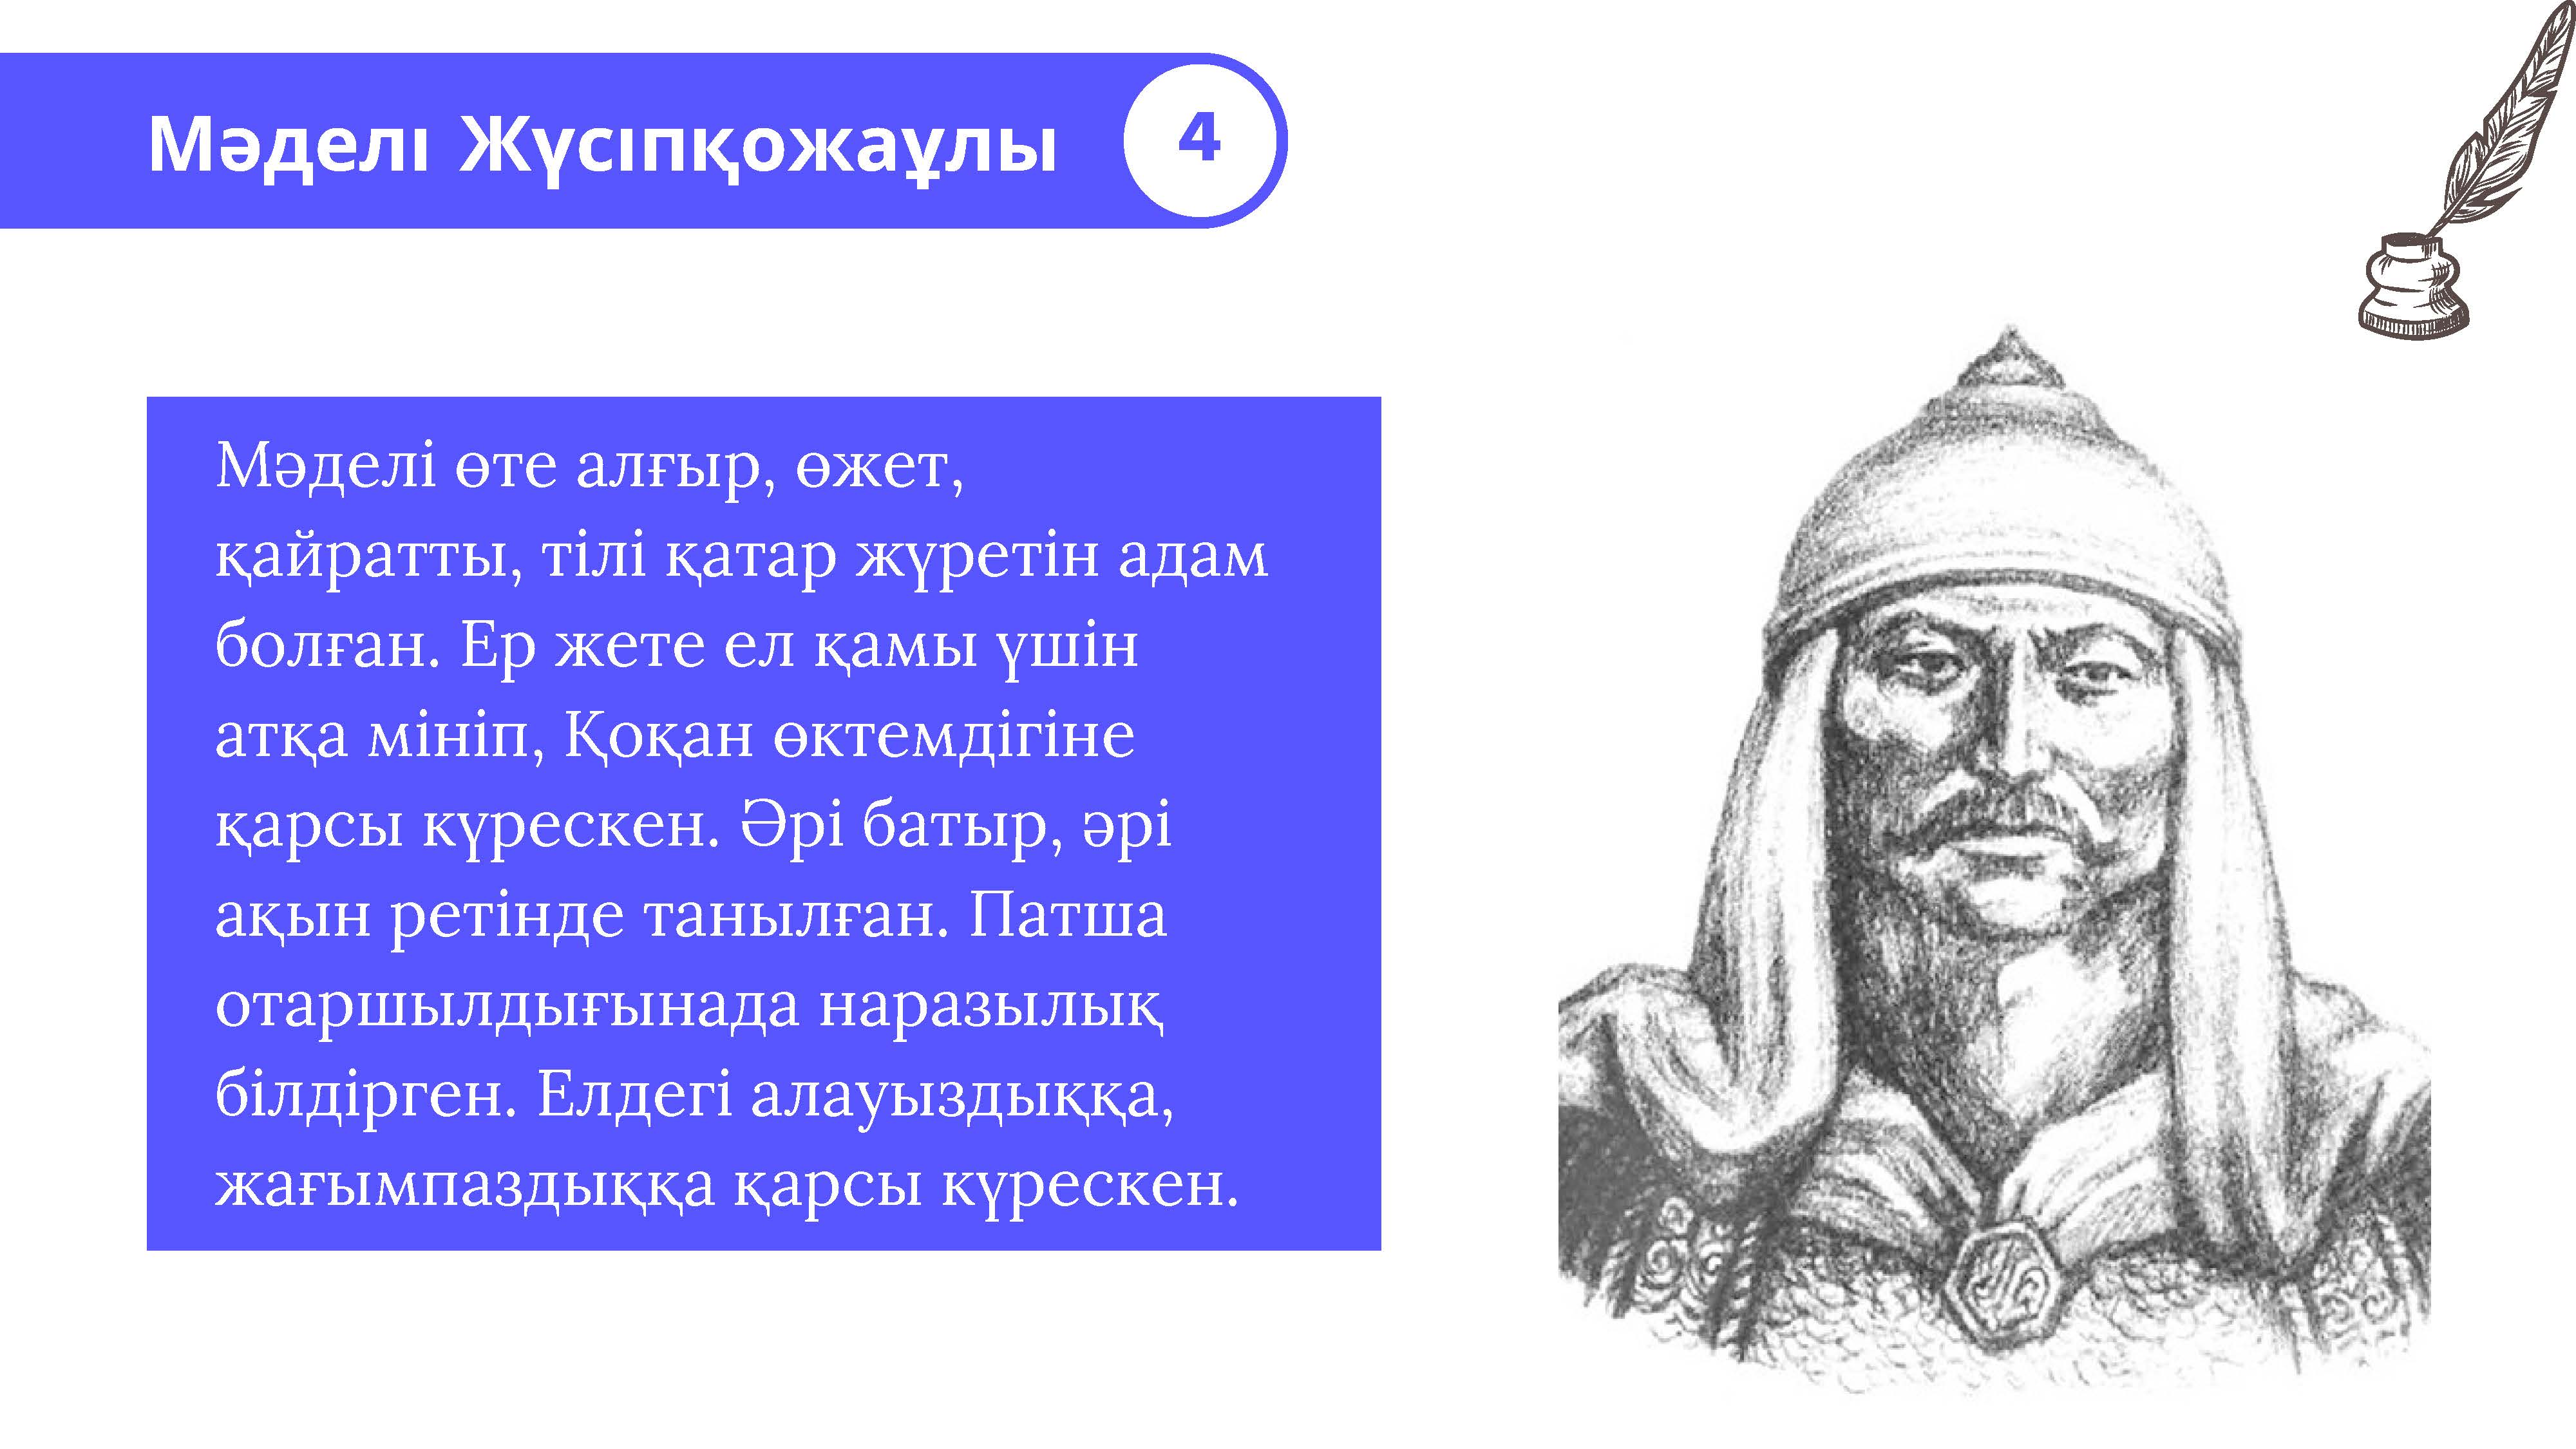 Мәделі Жүсіпқожаұлы
4
Мәделі өте алғыр, өжет,
қайратты, тілі қатар жүретін адам
болған. Ер жете ел қамы үшін
атқа мініп, Қоқан өктемдігіне
қарсы күрескен. Әрі батыр, әрі
ақын ретінде танылған. Патша
отаршылдығынада наразылық
білдірген. Елдегі алауыздыққа,
жағымпаздыққа қарсы күрескен.